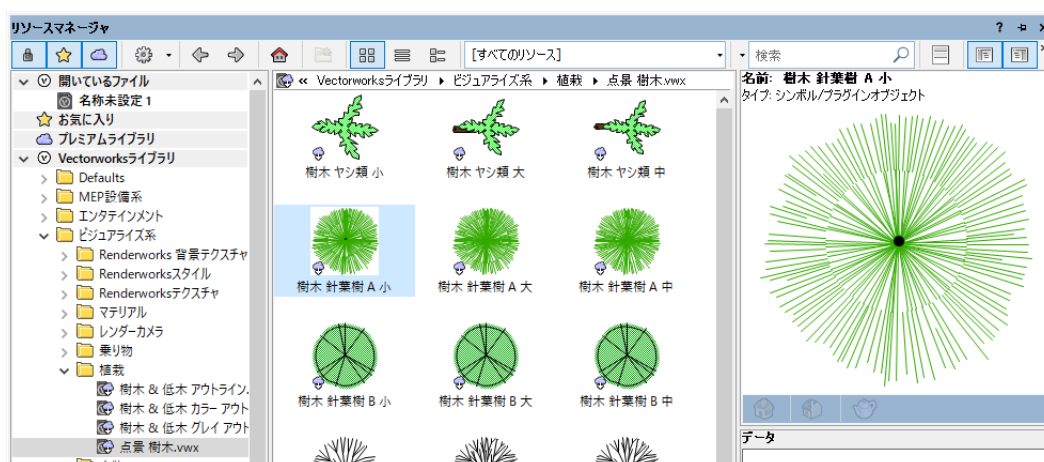 リソースマネージャ
[すべてのリソース]
検索
開いているファイル
名称未設定 1
お気に入り
プレミアムライブラリ
Vectorworksライブラリ
Defaults
MEP設備系
エンタテインメント
ビジュアライズ系
Renderworks 背景テクスチャ
Renderworksスタイル
Renderworksテクスチャ
マテリアル
レンダーカメラ
乗り物
植栽
樹木 & 低木 アウトライン.
樹木 & 低木 カラー アウト
樹木 & 低木 グレイ アウト
点景 樹木.vwx
« Vectorworksライブラリ ▶ ビジュアライズ系 ▶ 植栽 ▶ 点景 樹木.vwx
樹木 ヤシ類 小
樹木 ヤシ類 大
樹木 ヤシ類 中
樹木 針葉樹 A 小
樹木 針葉樹 A 大
樹木 針葉樹 A 中
樹木 針葉樹 B 小
樹木 針葉樹 B 大
樹木 針葉樹 B 中
名前: 樹木 針葉樹 A 小
タイプ: シンボル/プラグインオブジェクト
データ